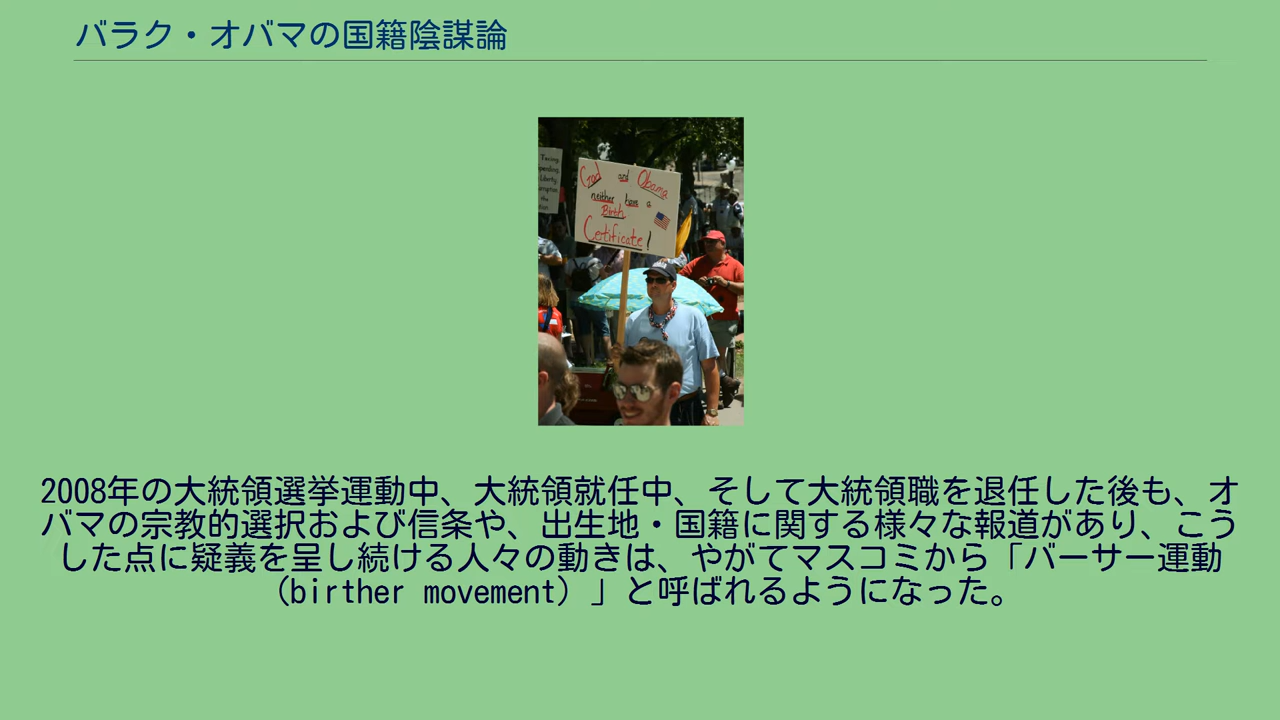 バラク・オバマの国籍陰謀論
Taxing,
Liberty
God and Obama
neither have a
Birth
Certificate!
2008年の大統領選挙運動中、大統領就任中、そして大統領職を退任した後も、オ
バマの宗教的選択および信条や、出生地・国籍に関する様々な報道があり、こう
した点に疑義を呈し続ける人々の動きは、やがてマスコミから「バーサー運動
（birther movement）」と呼ばれるようになった。